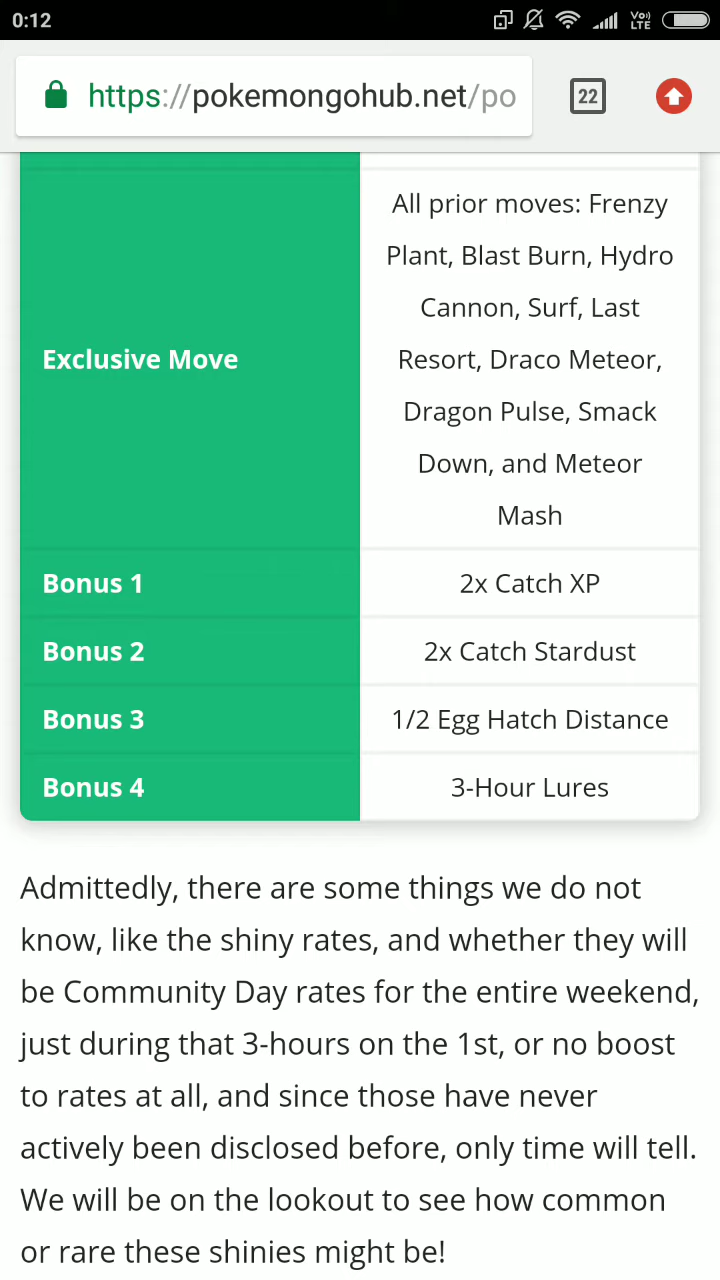 0:12
Vo)) LTE
https://pokemongohub.net/po
22
All prior moves: Frenzy
Plant, Blast Burn, Hydro
Cannon, Surf, Last
Exclusive Move
Resort, Draco Meteor,
Dragon Pulse, Smack
Down, and Meteor
Mash
Bonus 1 2x Catch XP
Bonus 2 2x Catch Stardust
Bonus 3 1/2 Egg Hatch Distance
Bonus 4 3-Hour Lures
Admittedly, there are some things we do not
know, like the shiny rates, and whether they will
be Community Day rates for the entire weekend,
just during that 3-hours on the 1st, or no boost
to rates at all, and since those have never
actively been disclosed before, only time will tell.
We will be on the lookout to see how common
or rare these shinies might be!